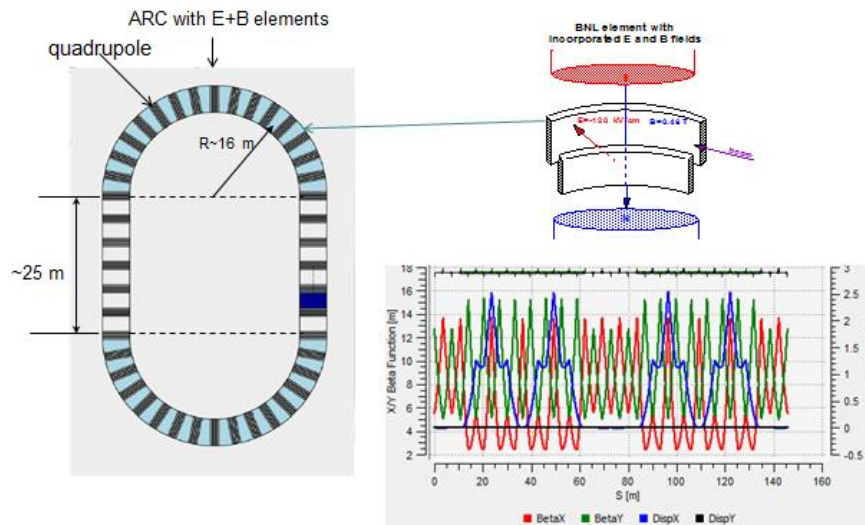 ARC with E+B elements
quadrupole
R~16 m
~25 m
BNL element with
incorporated E and B fields
kV/cm
beam
N
18
16
14
12
10
8
6
4
2
X/Y Beta Function [m]
3
2.5
2
1.5
1
0.5
0
-0.5
0
20
40
60
80
100
120
140
160
S [m]
BetaX
BetaY
DispX
DispY